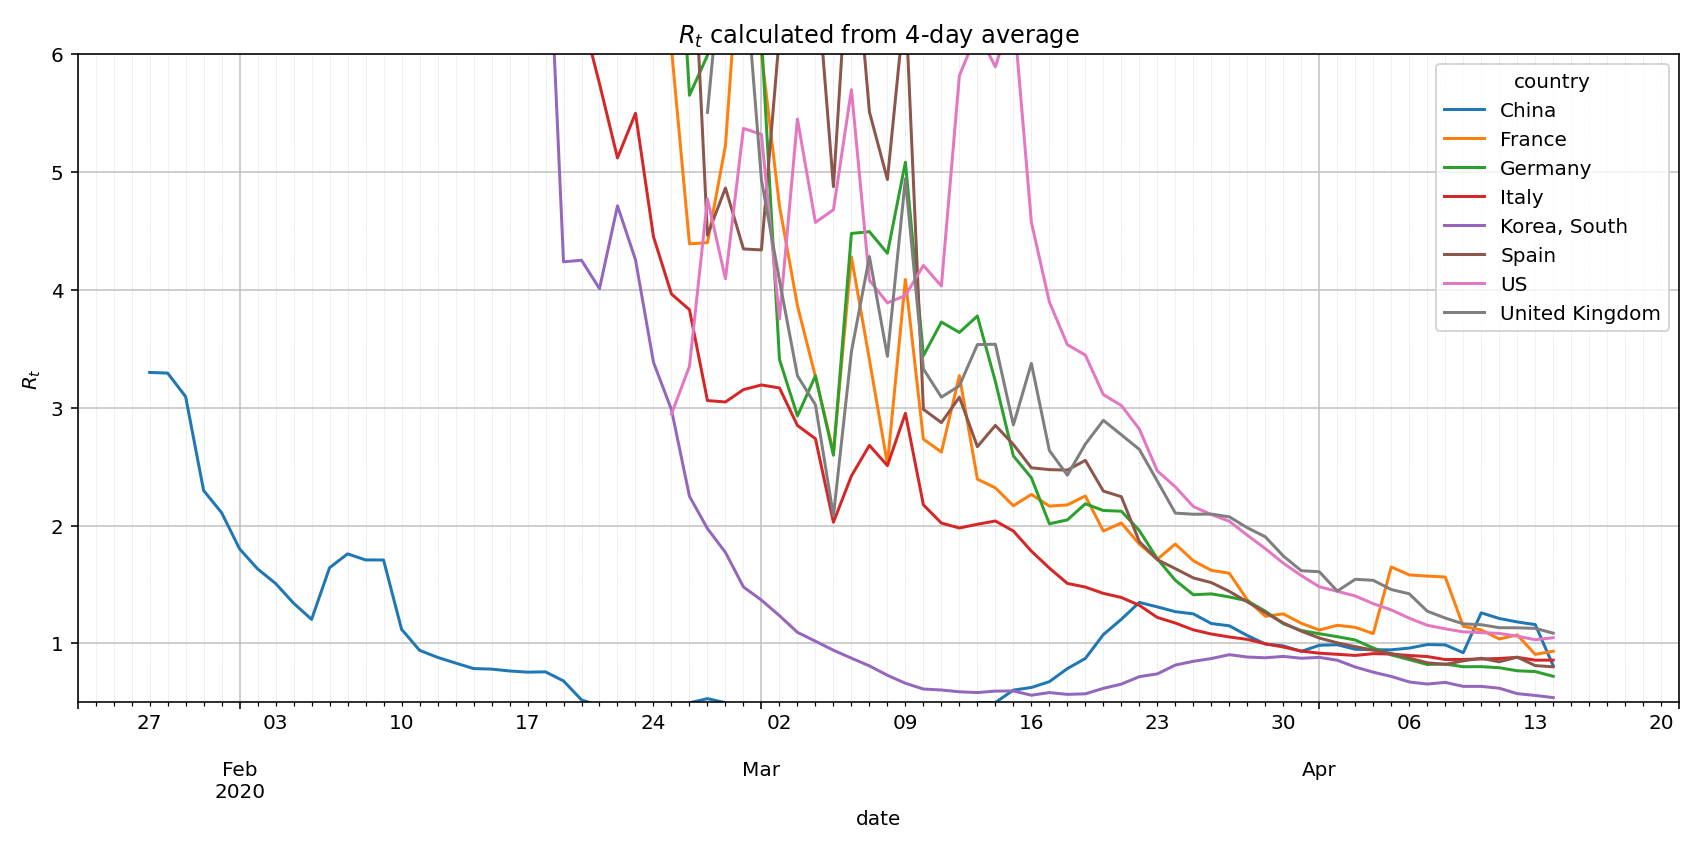 R_t calculated from 4-day average
6
5
4
3
2
1
R_t
country
China
France
Germany
Italy
Korea, South
Spain
US
United Kingdom
27 03 10 17 24 02 09 16 23 30 06 13 20
Feb Mar Apr
2020
date